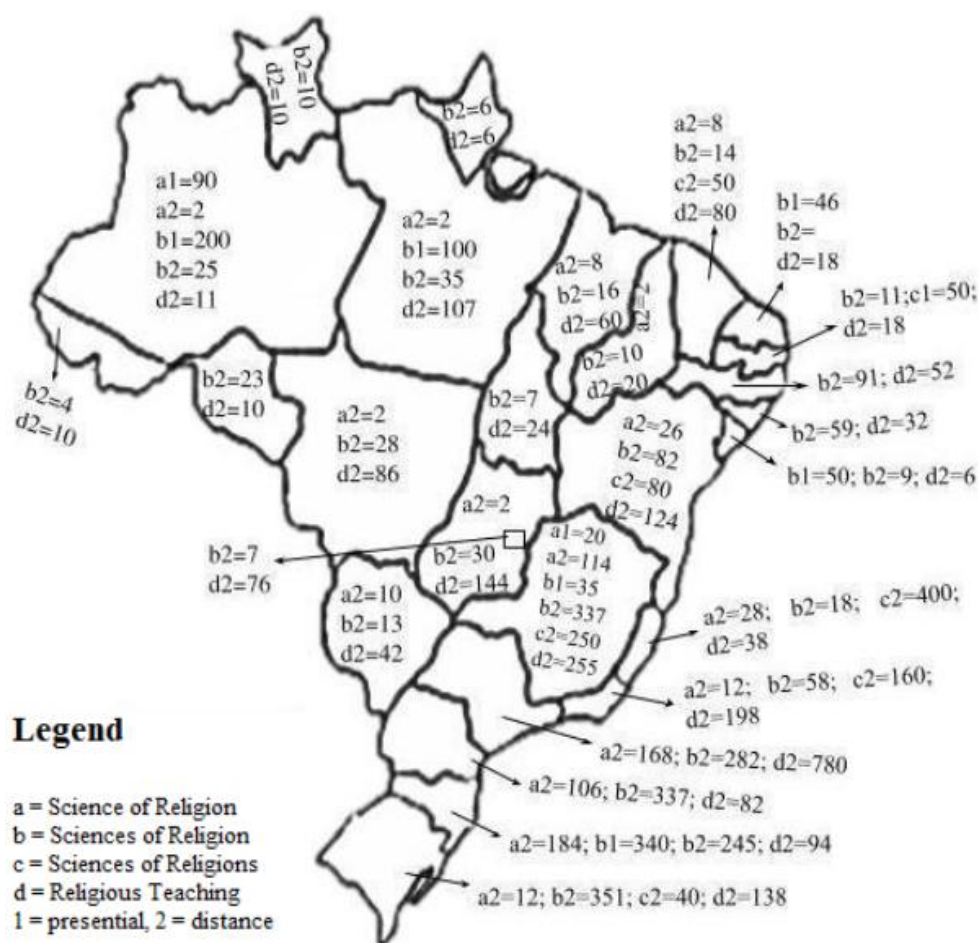 b2=10
d2=10
b2=6
d2=6
a2=8
b2=14
c2=50
d2=80
b1=46
b2=
d2=18
a1=90
a2=2
b1=200
b2=25
d2=11
a2=2
b1=100
b2=35
d2=107
a2=8
b2=16
d2=60
a2=2
b2=10
d2=20
b2=11;c1=50;
d2=18
b2=91; d2=52
b2=59; d2=32
b1=50; b2=9; d2=6
b2=4
d2=10
b2=23
d2=10
a2=2
b2=28
d2=86
b2=7
d2=24
a2=26
b2=82
c2=80
d2=124
a2=2
b2=30
d2=144
b2=7
d2=76
a1=20
a2=114
b1=35
b2=337
c2=250
d2=255
a2=10
b2=13
d2=42
a2=28; b2=18; c2=400;
d2=38
a2=12; b2=58; c2=160;
d2=198
a2=168; b2=282; d2=780
a2=106; b2=337; d2=82
a2=184; b1=340; b2=245; d2=94
a2=12; b2=351; c2=40; d2=138
Legend
a = Science of Religion
b = Sciences of Religion
c = Sciences of Religions
d = Religious Teaching
1 = presential, 2 = distance